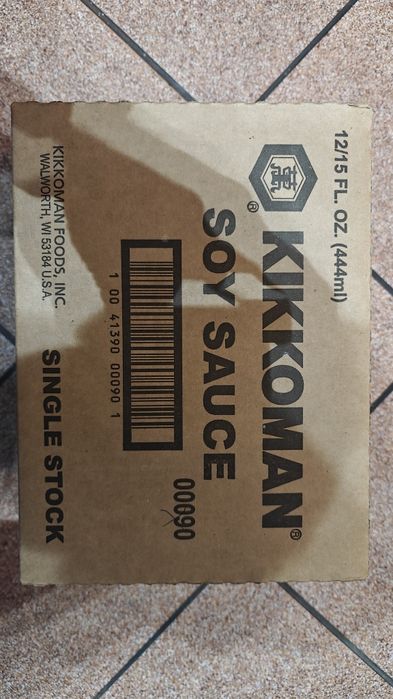 12/15 FL. OZ. (444ml)
萬
® KIKKOMAN®
SOY SAUCE
1 00 41390 00090 1
00090
KIKKOMAN FOODS, INC.
WALWORTH, WI 53184 U.S.A.
SINGLE STOCK